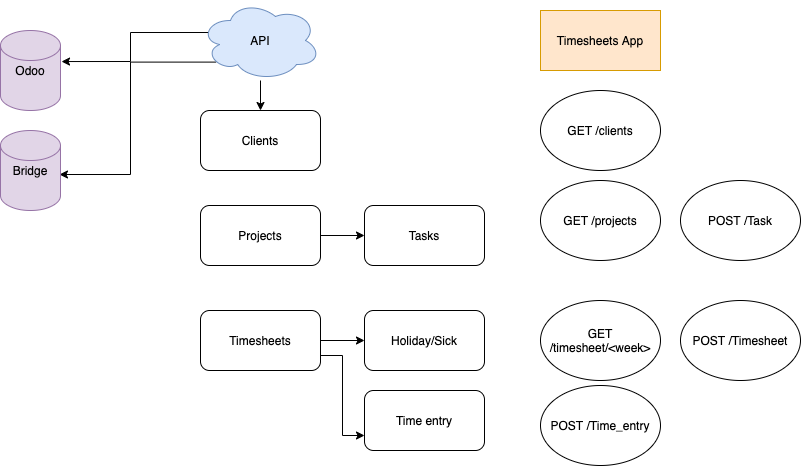 API
Timesheets App
Odoo
Clients
GET /clients
Bridge
Projects
Tasks
GET /projects
POST /Task
Timesheets
Holiday/Sick
GET
/timesheet/<week>
POST /Timesheet
Time entry
POST /Time_entry